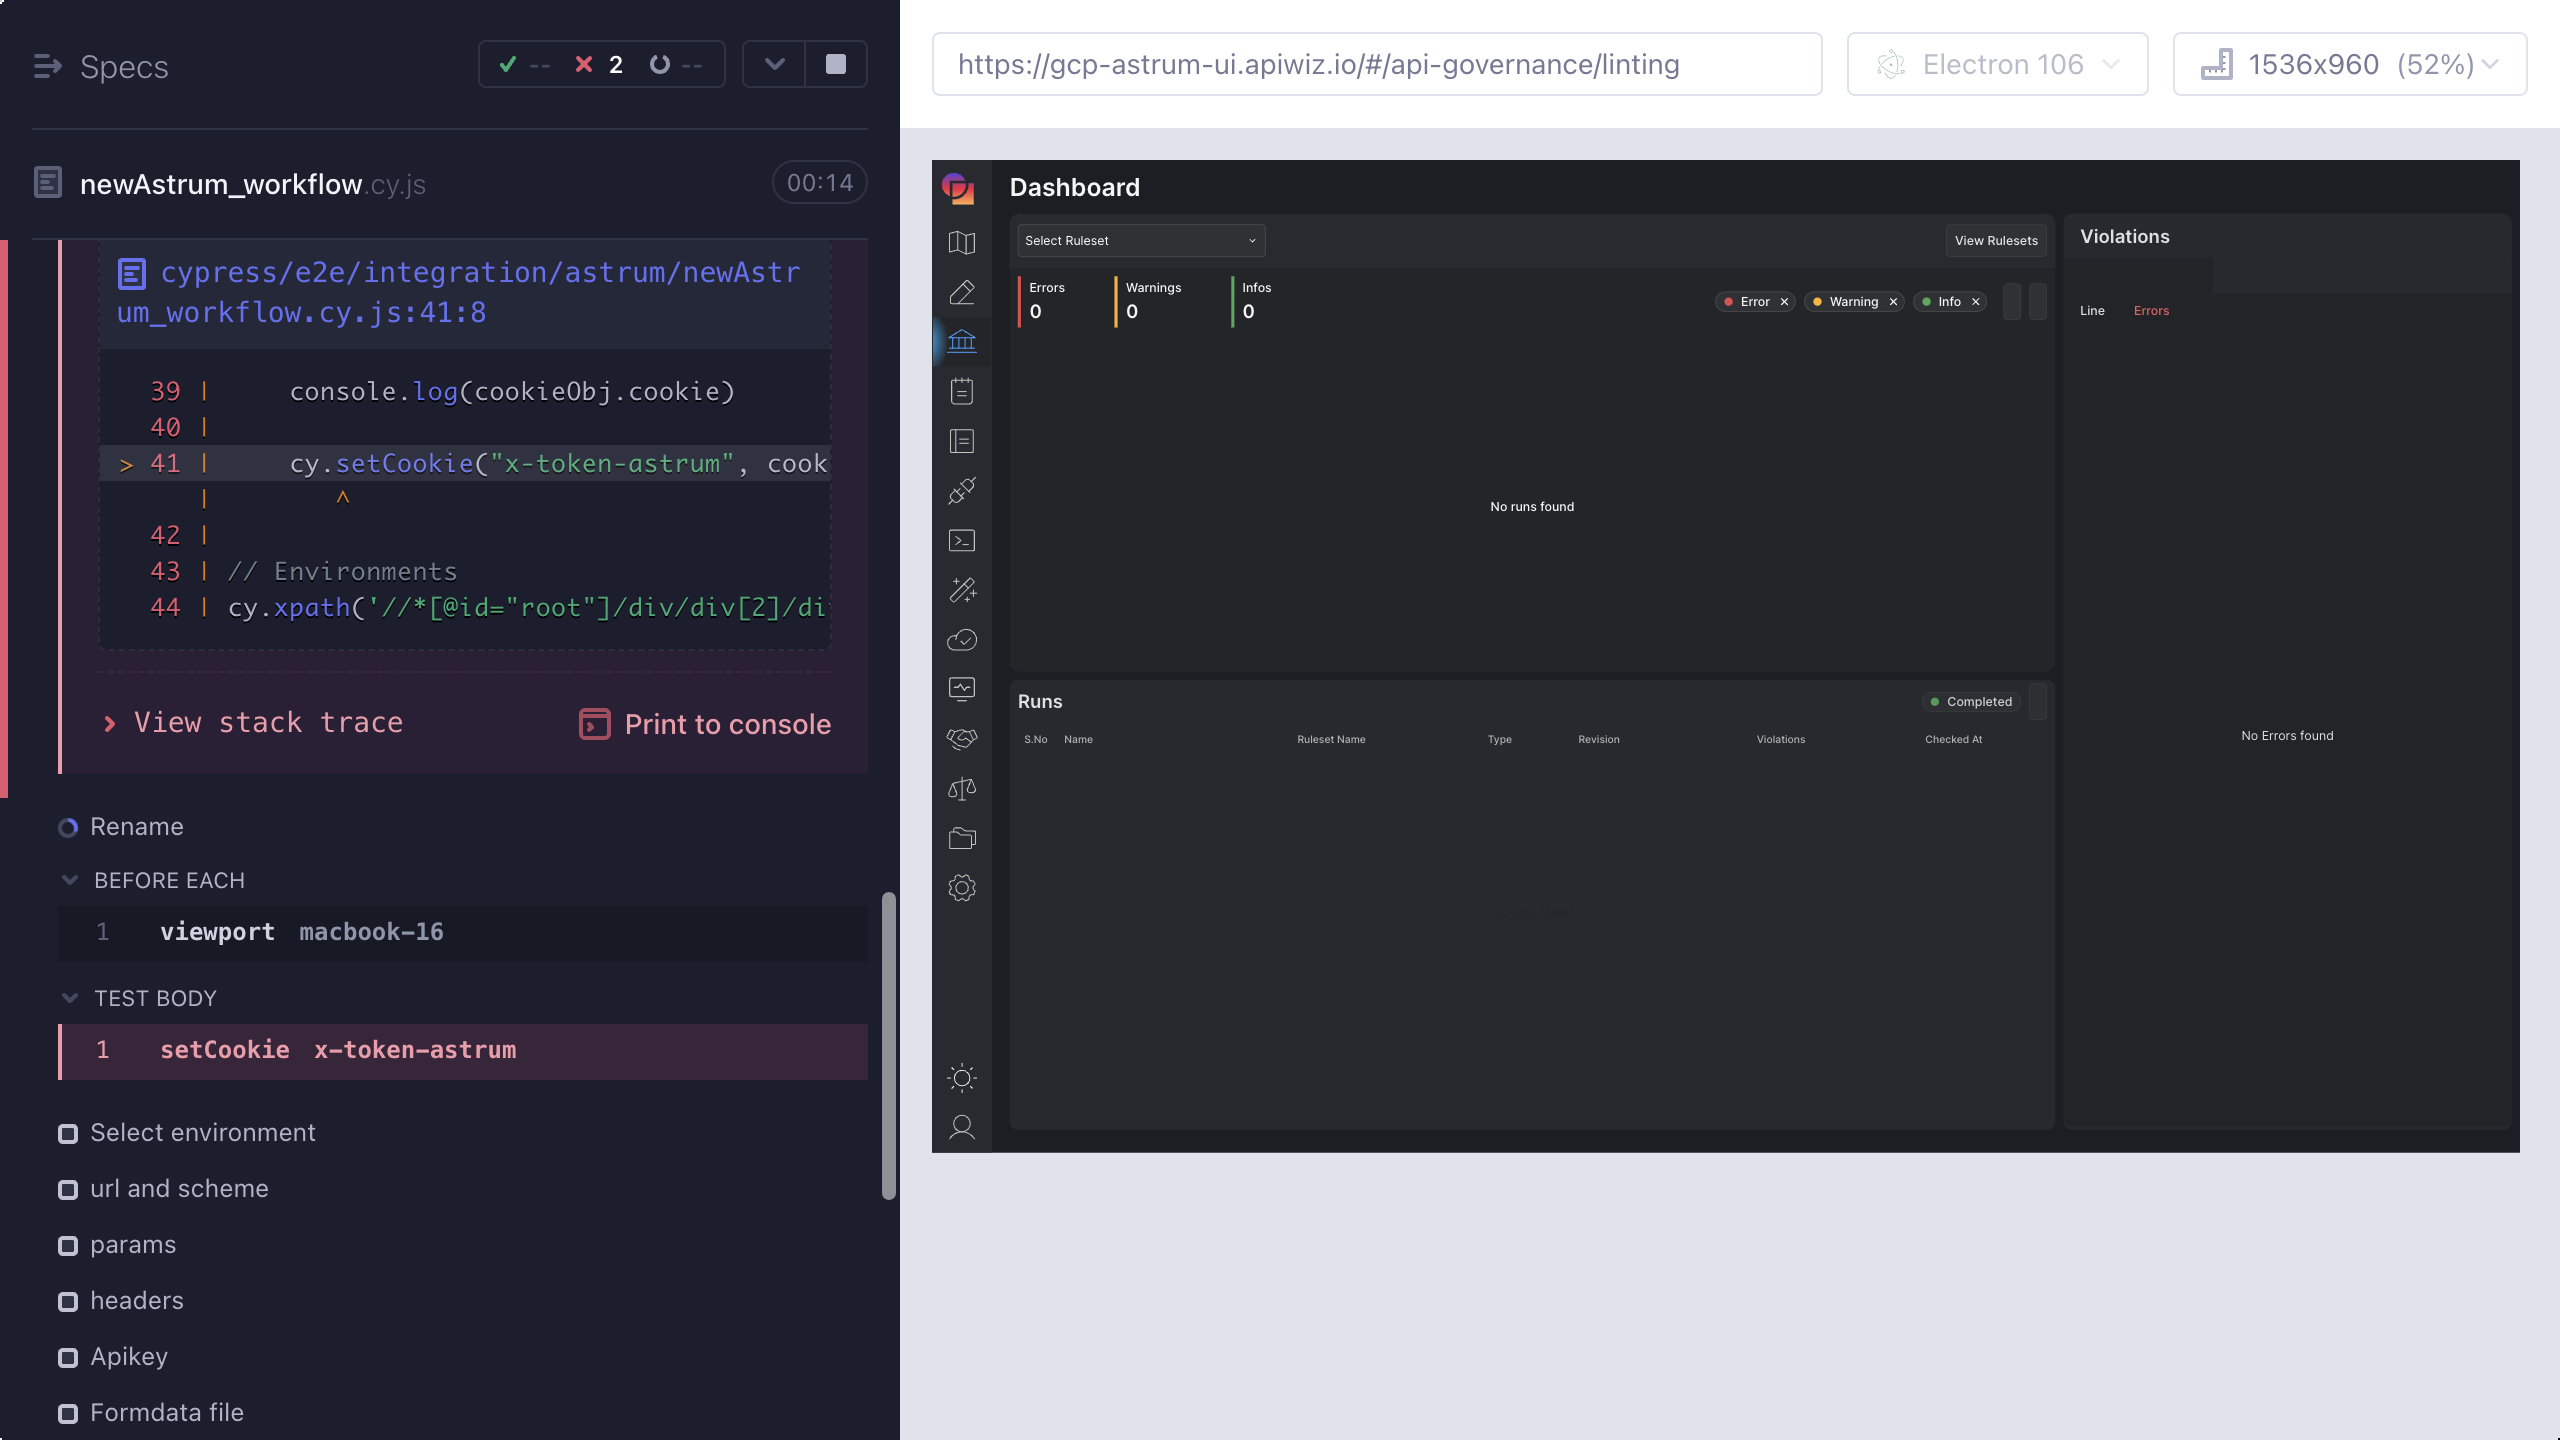 Specs
-- 2 --
newAstrum_workflow.cy.js
00:14
cypress/e2e/integration/astrum/newAstr
um_workflow.cy.js:41:8
39 | console.log(cookieObj.cookie)
40 |
> 41 | cy.setCookie("x-token-astrum", cook
| ^
42 |
43 | // Environments
44 | cy.xpath('//*[@id="root"]/div/div[2]/di
View stack trace
Print to console
Rename
BEFORE EACH
1 viewport macbook-16
TEST BODY
1 setCookie x-token-astrum
Select environment
url and scheme
params
headers
Apikey
Formdata file
https://gcp-astrum-ui.apiwiz.io/#/api-governance/linting
Electron 106
1536x960 (52%)
Dashboard
Select Ruleset
View Rulesets
Errors Warnings Infos
0 0 0
Error × Warning × Info ×
No runs found
Runs
Completed
S.No Name Ruleset Name Type Revision Violations Checked At
No runs found
Violations
Line Errors
No Errors found